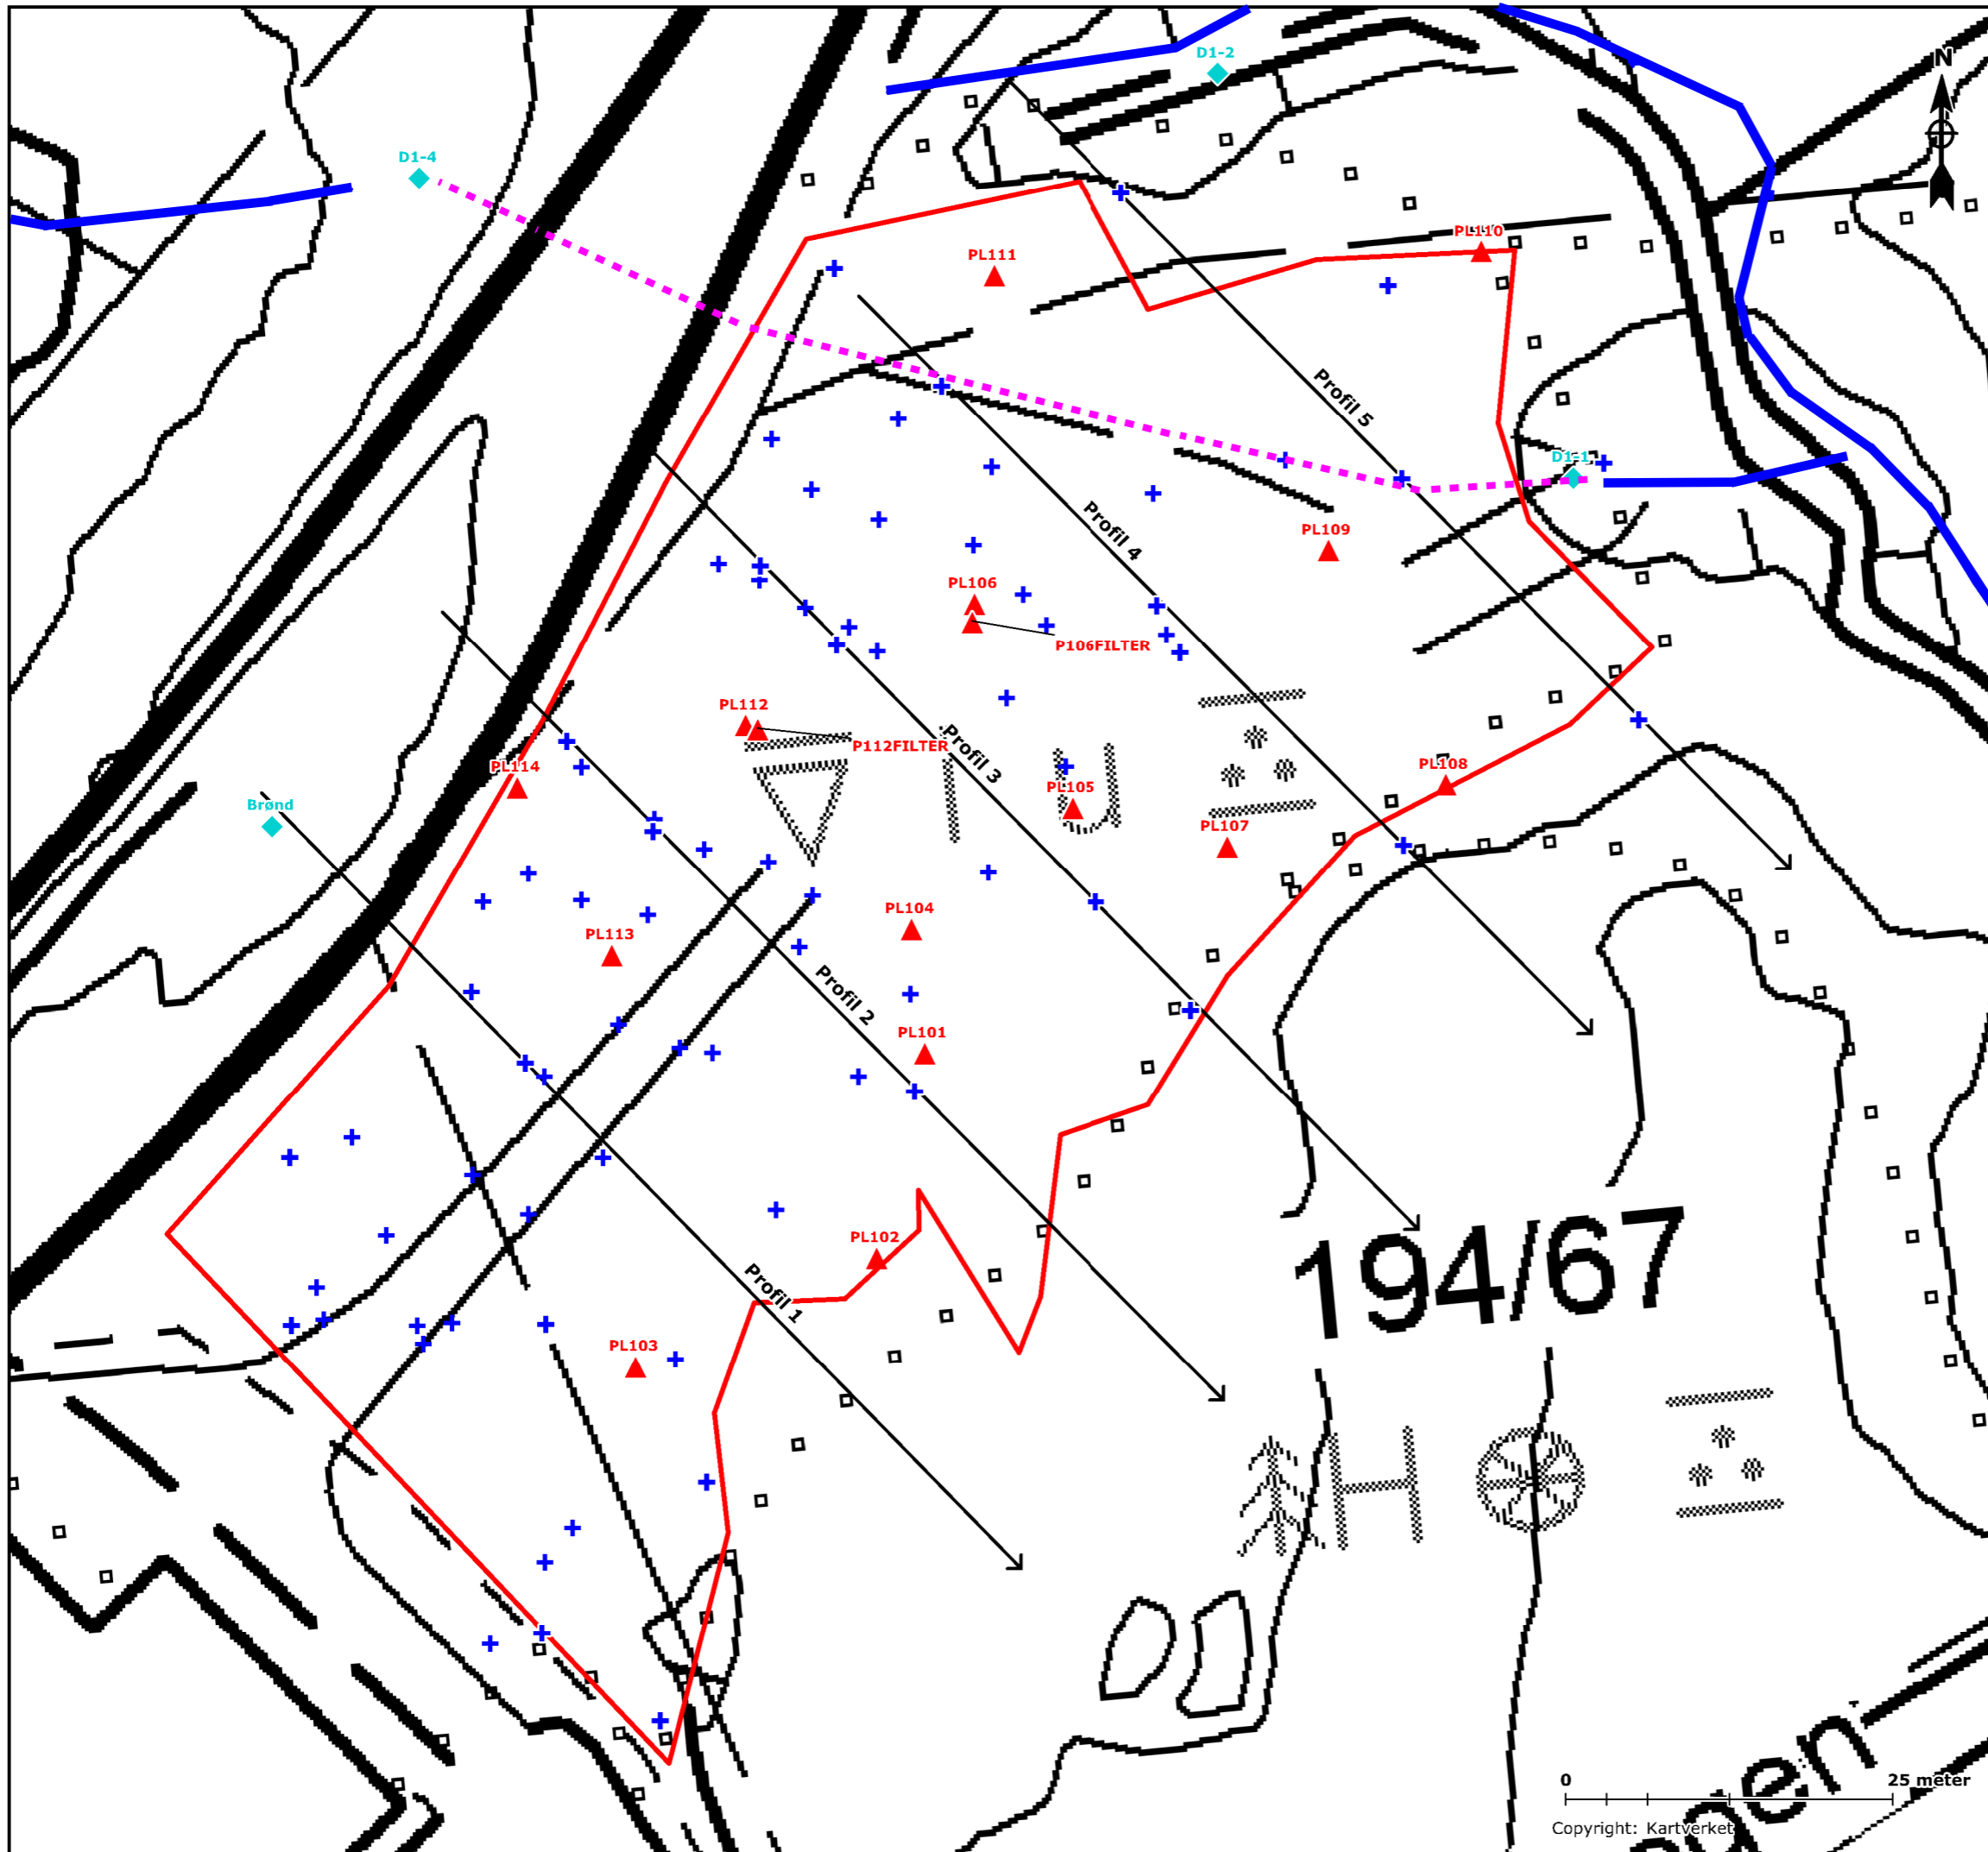 D1-2
N
D1-4
PL110
PL111
Profil 5
D1-1
Profil 4
PL109
PL106
P106FILTER
PL112
P112FILTER
Profil 3
PL114
PL108
PL105
Brønd
PL107
PL104
PL113
Profil 2
PL101
194/67
PL102
Profil 1
PL103
0
25 meter
Copyright: Kartverket